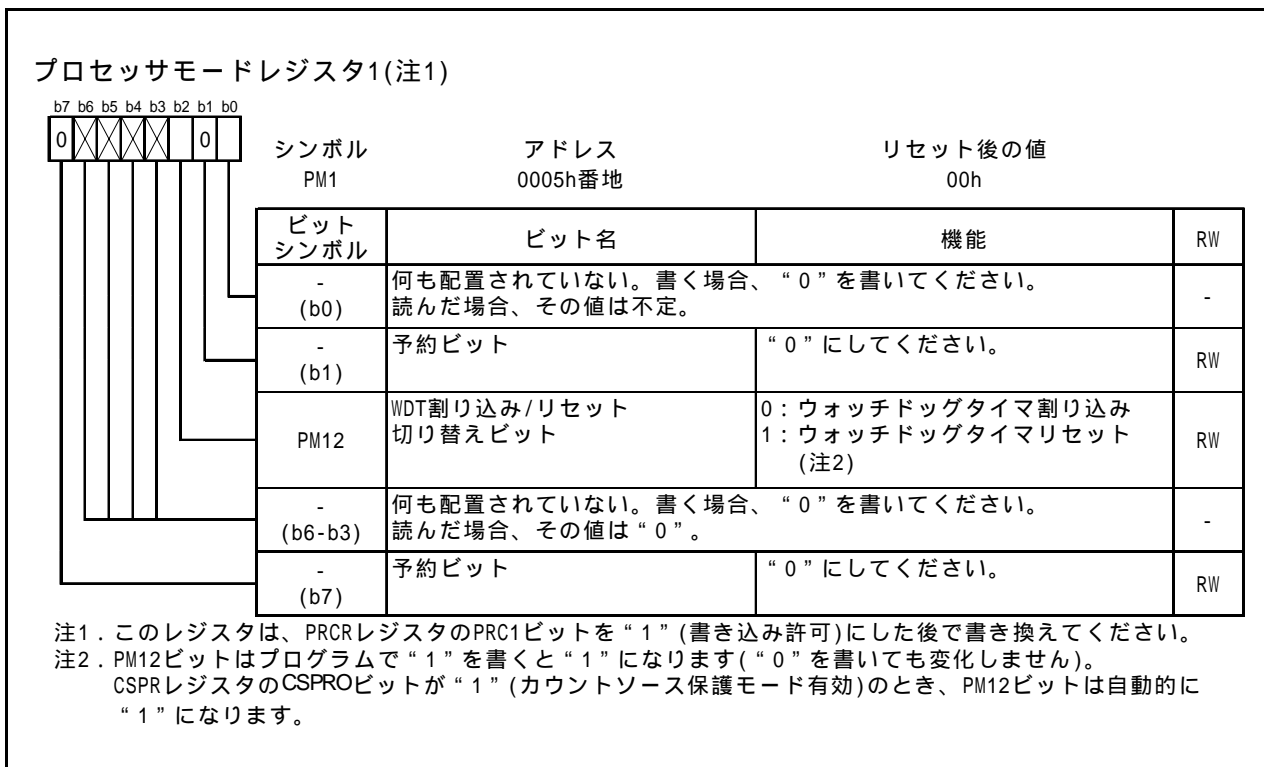 プロセッサモードレジスタ1(注1)
b7 b6 b5 b4 b3 b2 b1 b0
0 0
シンボル アドレス リセット後の値
PM1 0005h番地 00h
ビット
シンボル ビット名 機能 RW
-
(b0) 何も配置されていない。書く場合、“0”を書いてください。
読んだ場合、その値は不定。 -
-
(b1) 予約ビット “0”にしてください。 RW
PM12 WDT割り込み/リセット
切り替えビット 0:ウォッチドッグタイマ割り込み
1:ウォッチドッグタイマリセット
(注2) RW
-
(b6-b3) 何も配置されていない。書く場合、“0”を書いてください。
読んだ場合、その値は“0”。 -
-
(b7) 予約ビット “0”にしてください。 RW
注1.このレジスタは、PRCRレジスタのPRC1ビットを“1”(書き込み許可)にした後で書き換えてください。
注2.PM12ビットはプログラムで“1”を書くと“1”になります(“0”を書いても変化しません)。
CSPRレジスタのCSPROビットが“1”(カウントソース保護モード有効)のとき、PM12ビットは自動的に
“1”になります。